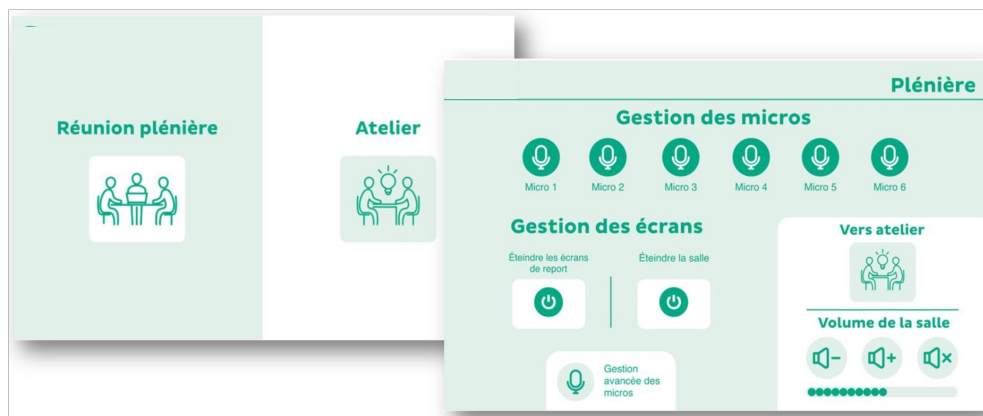 Réunion plénière
Atelier
Plénière
Gestion des micros
Micro 1
Micro 2
Micro 3
Micro 4
Micro 5
Micro 6
Gestion des écrans
Éteindre les écrans
de report
Éteindre la salle
Gestion
avancée des
micros
Vers atelier
Volume de la salle